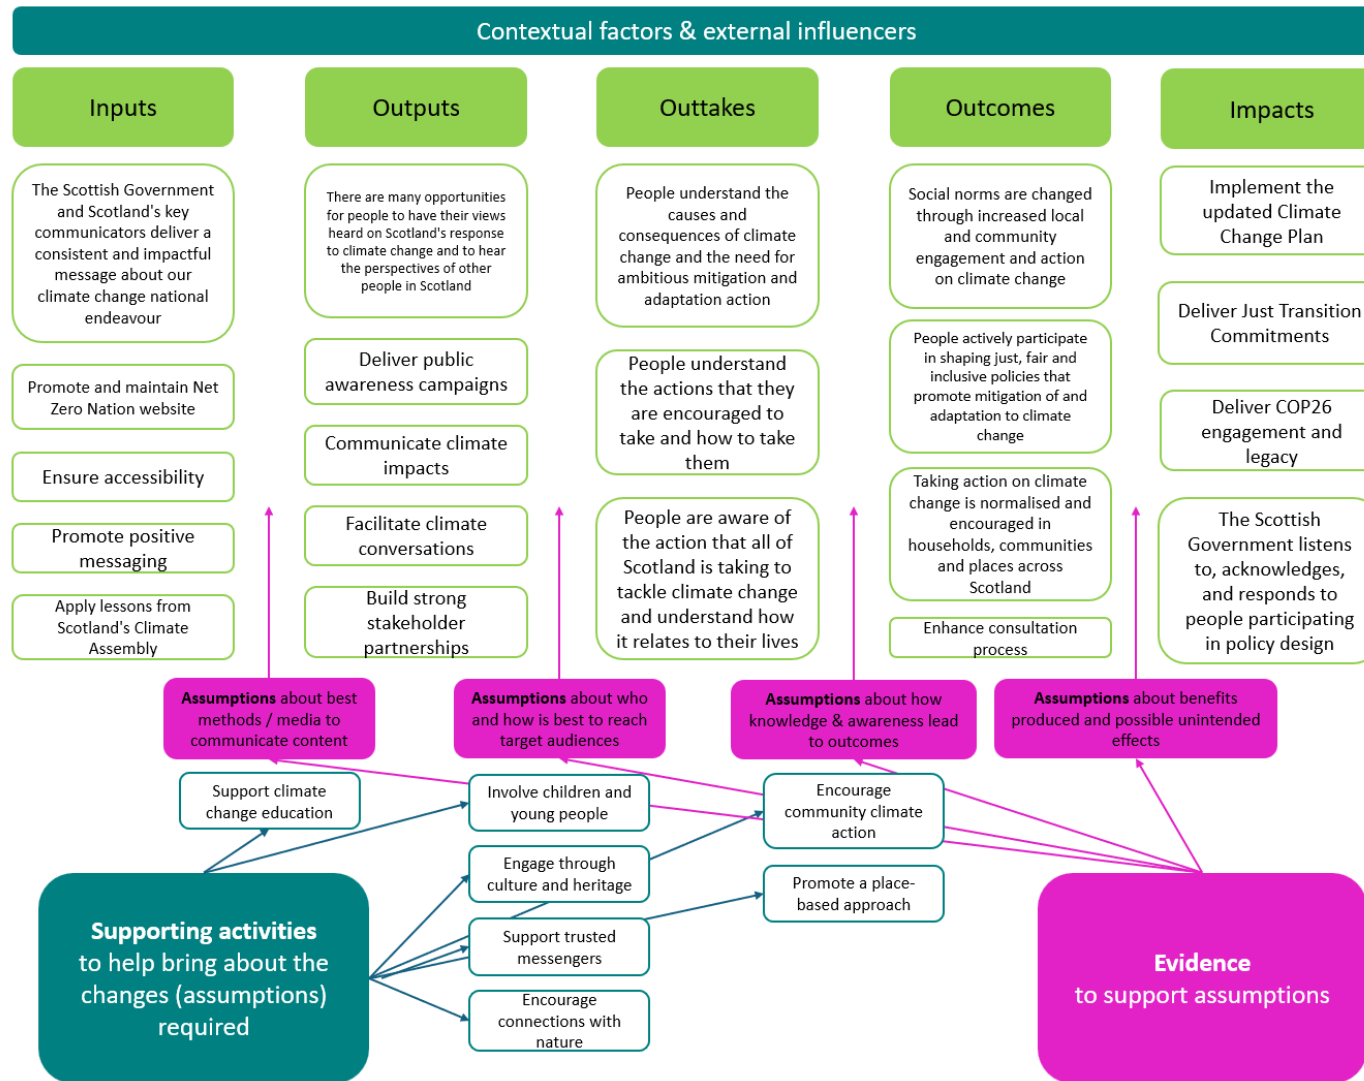 Contextual factors & external influencers
Inputs
Outputs
Outtakes
Outcomes
Impacts
The Scottish Government
and Scotland's key
communicators deliver a
consistent and impactful
message about our
climate change national
endeavour
Promote and maintain Net
Zero Nation website
Ensure accessibility
Promote positive
messaging
Apply lessons from
Scotland's Climate
Assembly
There are many opportunities
for people to have their views
heard on Scotland's response
to climate change and to hear
the perspectives of other
people in Scotland
Deliver public
awareness campaigns
Communicate climate
impacts
Facilitate climate
conversations
Build strong
stakeholder
partnerships
People understand the
causes and
consequences of climate
change and the need for
ambitious mitigation and
adaptation action
People understand
the actions that they
are encouraged to
take and how to take
them
People are aware of
the action that all of
Scotland is taking to
tackle climate change
and understand how
it relates to their lives
Social norms are changed
through increased local
and community
engagement and action
on climate change
People actively participate
in shaping just, fair and
inclusive policies that
promote mitigation of and
adaptation to climate
change
Taking action on climate
change is normalised and
encouraged in
households, communities
and places across
Scotland
Enhance consultation
process
Implement the
updated Climate
Change Plan
Deliver Just Transition
Commitments
Deliver COP26
engagement and
legacy
The Scottish
Government listens
to, acknowledges,
and responds to
people participating
in policy design
Assumptions about best
methods / media to
communicate content
Assumptions about who
and how is best to reach
target audiences
Assumptions about how
knowledge & awareness lead
to outcomes
Assumptions about benefits
produced and possible unintended
effects
Support climate
change education
Involve children and
young people
Encourage
community climate
action
Engage through
culture and heritage
Promote a place-
based approach
Support trusted
messengers
Encourage
connections with
nature
Supporting activities
to help bring about the
changes (assumptions)
required
Evidence
to support assumptions